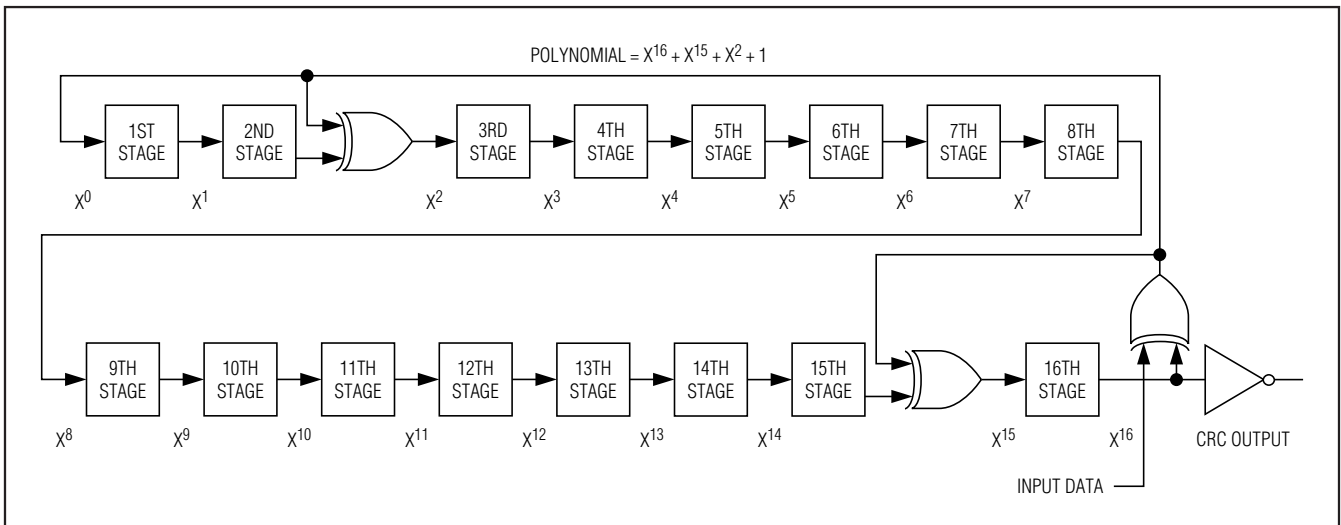 POLYNOMIAL = X16 + X15 + X2 + 1
1ST STAGE
2ND STAGE
3RD STAGE
4TH STAGE
5TH STAGE
6TH STAGE
7TH STAGE
8TH STAGE
X0 X1 X2 X3 X4 X5 X6 X7
9TH STAGE
10TH STAGE
11TH STAGE
12TH STAGE
13TH STAGE
14TH STAGE
15TH STAGE
16TH STAGE
X8 X9 X10 X11 X12 X13 X14 X15 X16
CRC OUTPUT
INPUT DATA